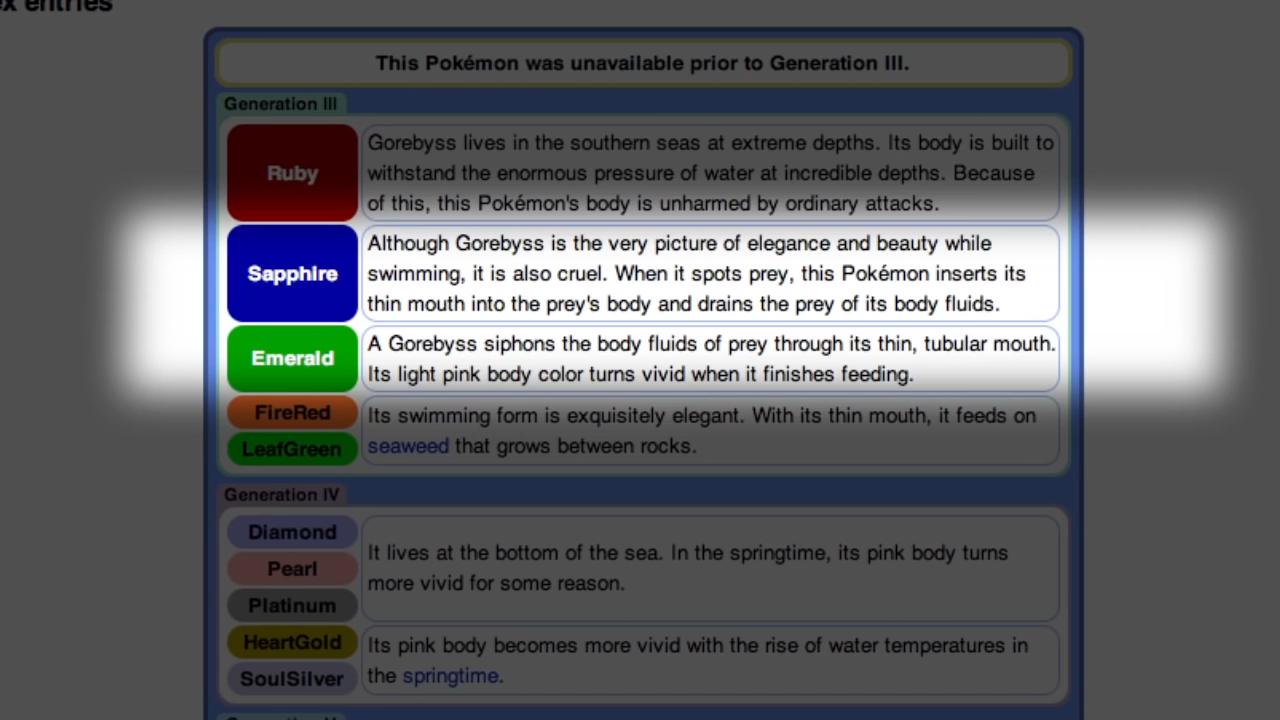 ex entries
This Pokémon was unavailable prior to Generation III.
Generation III
Ruby
Gorebyss lives in the southern seas at extreme depths. Its body is built to
withstand the enormous pressure of water at incredible depths. Because
of this, this Pokémon's body is unharmed by ordinary attacks.
Sapphire
Although Gorebyss is the very picture of elegance and beauty while
swimming, it is also cruel. When it spots prey, this Pokémon inserts its
thin mouth into the prey's body and drains the prey of its body fluids.
Emerald
A Gorebyss siphons the body fluids of prey through its thin, tubular mouth.
Its light pink body color turns vivid when it finishes feeding.
FireRed
LeafGreen
Its swimming form is exquisitely elegant. With its thin mouth, it feeds on
seaweed that grows between rocks.
Generation IV
Diamond
Pearl
Platinum
It lives at the bottom of the sea. In the springtime, its pink body turns
more vivid for some reason.
HeartGold
SoulSilver
Its pink body becomes more vivid with the rise of water temperatures in
the springtime.